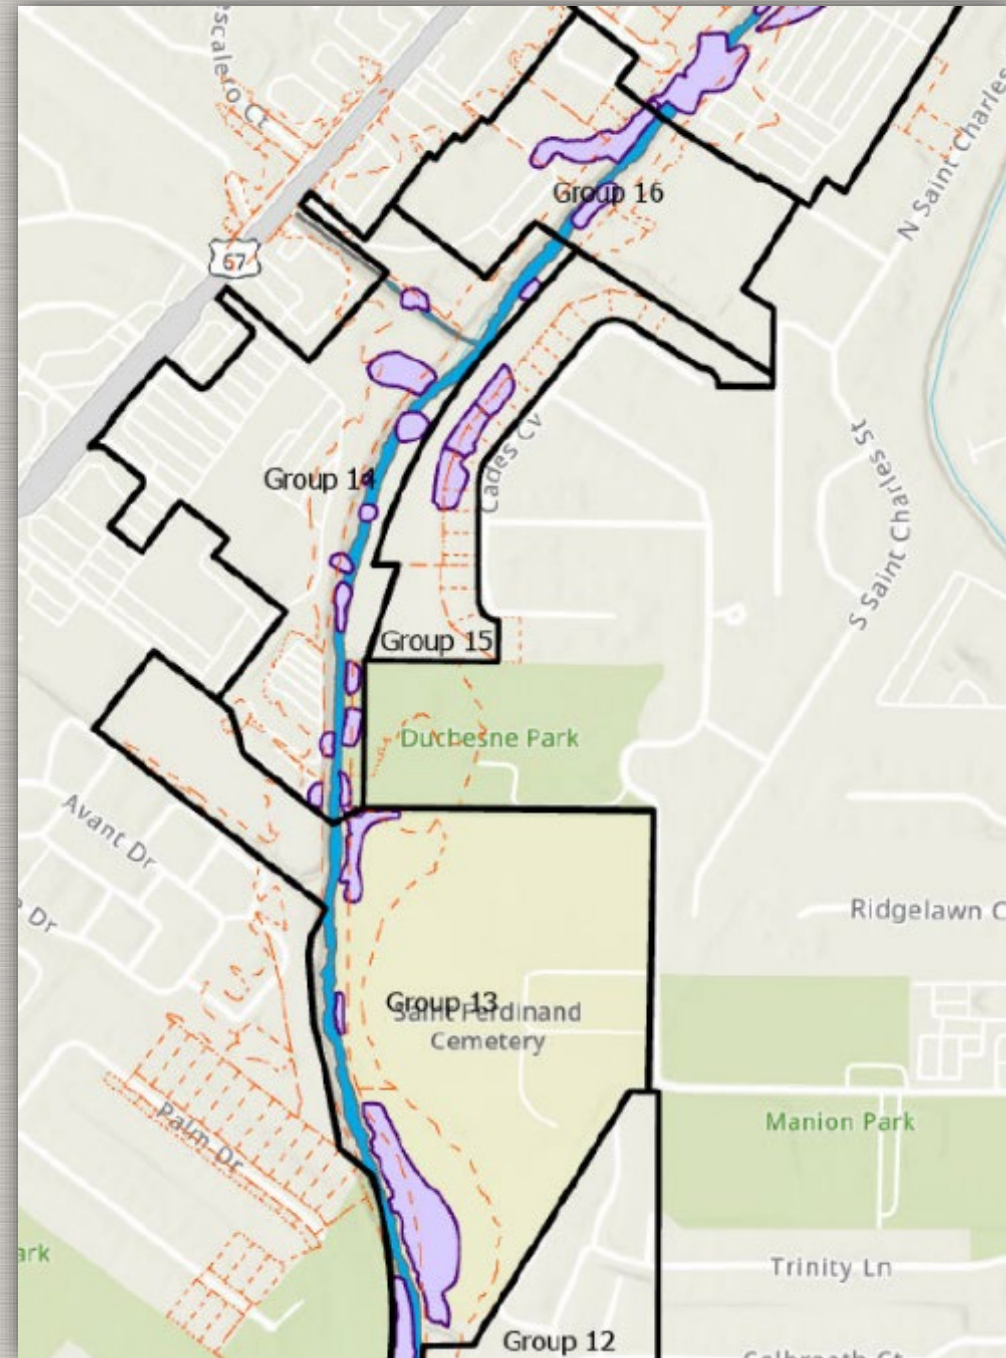 escalero Ct
N Saint Charles
Group 16
67
Group 14
Cades Cv
S Saint Charles St
Group 15
Duchesne Park
Avant Dr
Dr
Ridgelawn C
Group 13
Saint Ferdinand
Cemetery
Manion Park
Palm Dr
ark
Trinity Ln
Group 12